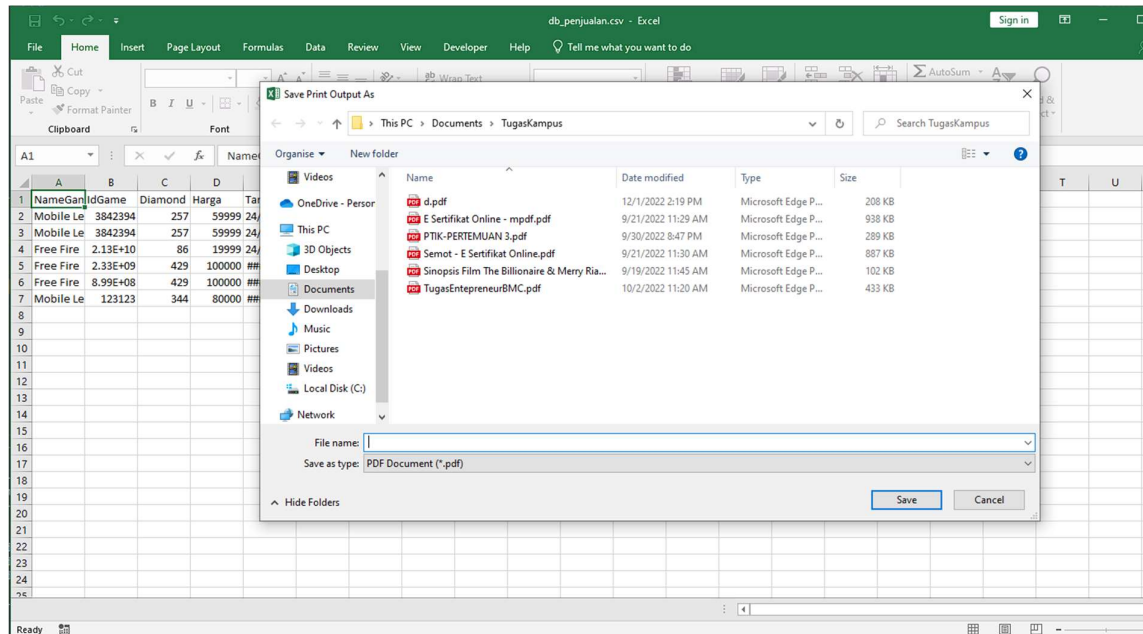 db_penjualan.csv - Excel
Sign in
File Home Insert Page Layout Formulas Data Review View Developer Help Tell me what you want to do
Cut
Copy
Format Painter
Paste
Clipboard
B I U
Font
Wrap Text
AutoSum
Save Print Output As
This PC > Documents > TugasKampus
Search TugasKampus
Organise New folder
A1
fx
A B C D T U
1 NameGan IdGame Diamond Harga Tan
2 Mobile Le 3842394 257 59999 24/
3 Mobile Le 3842394 257 59999 24/
4 Free Fire 2.13E+10 86 19999 24/
5 Free Fire 2.33E+09 429 100000 ##
6 Free Fire 8.99E+08 429 100000 ##
7 Mobile Le 123123 344 80000 ##
8
9
10
11
12
13
14
15
16
17
18
19
20
21
22
23
24
25
Videos
OneDrive - Person
This PC
3D Objects
Desktop
Documents
Downloads
Music
Pictures
Videos
Local Disk (C:)
Network
Name Date modified Type Size
d.pdf 12/1/2022 2:19 PM Microsoft Edge P... 208 KB
E Sertifikat Online - mpdf.pdf 9/21/2022 11:29 AM Microsoft Edge P... 938 KB
PTIK-PERTEMUAN 3.pdf 9/30/2022 8:47 PM Microsoft Edge P... 289 KB
Semot - E Sertifikat Online.pdf 9/21/2022 11:30 AM Microsoft Edge P... 887 KB
Sinopsis Film The Billionaire & Merry Ria... 9/19/2022 11:45 AM Microsoft Edge P... 102 KB
TugasEntepreneurBMC.pdf 10/2/2022 11:20 AM Microsoft Edge P... 433 KB
File name:
Save as type: PDF Document (*.pdf)
Hide Folders
Save Cancel
Ready